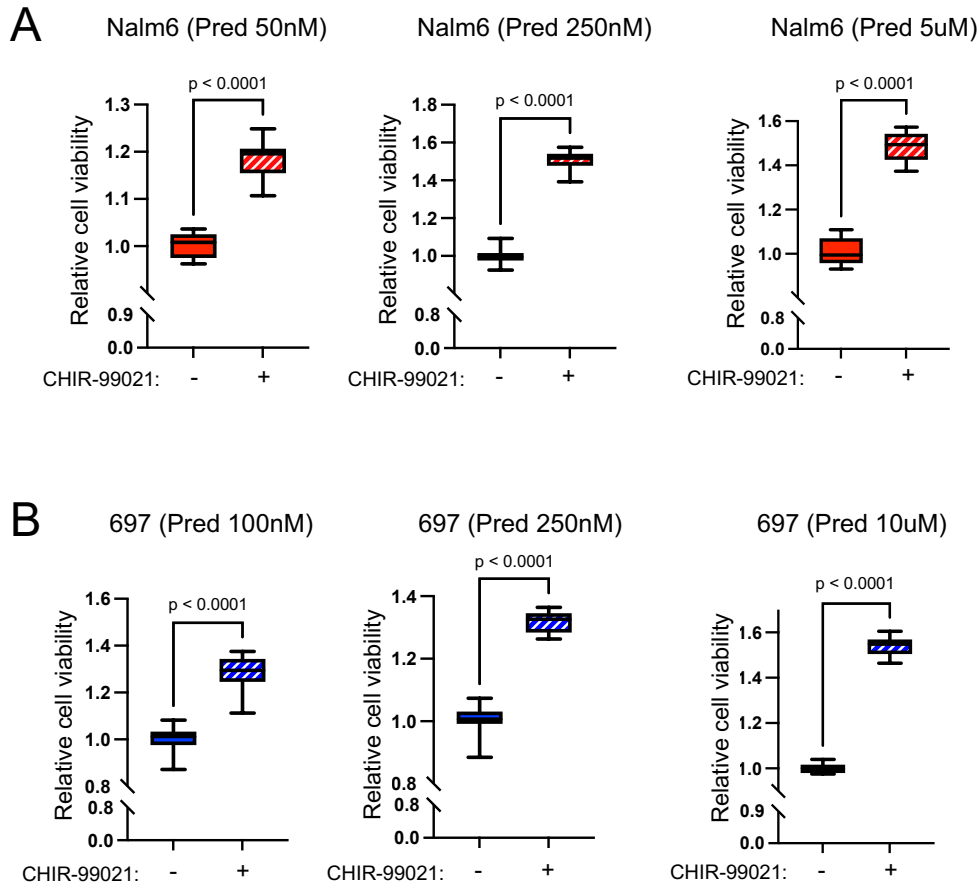 A
Nalm6 (Pred 50nM)
Nalm6 (Pred 250nM)
Nalm6 (Pred 5uM)
Relative cell viability
1.3
1.2
1.1
1.0
0.9
0.0
p < 0.0001
CHIR-99021: - +
Relative cell viability
1.8
1.6
1.4
1.2
1.0
0.8
0.0
p < 0.0001
CHIR-99021: - +
Relative cell viability
1.6
1.4
1.2
1.0
0.8
0.0
p < 0.0001
CHIR-99021: - +
B
697 (Pred 100nM)
697 (Pred 250nM)
697 (Pred 10uM)
Relative cell viability
1.6
1.4
1.2
1.0
0.8
0.8
0.0
p < 0.0001
CHIR-99021: - +
Relative cell viability
1.4
1.2
1.0
0.8
0.8
0.0
p < 0.0001
CHIR-99021: - +
Relative cell viability
1.6
1.4
1.2
1.0
0.9
0.0
p < 0.0001
CHIR-99021: - +